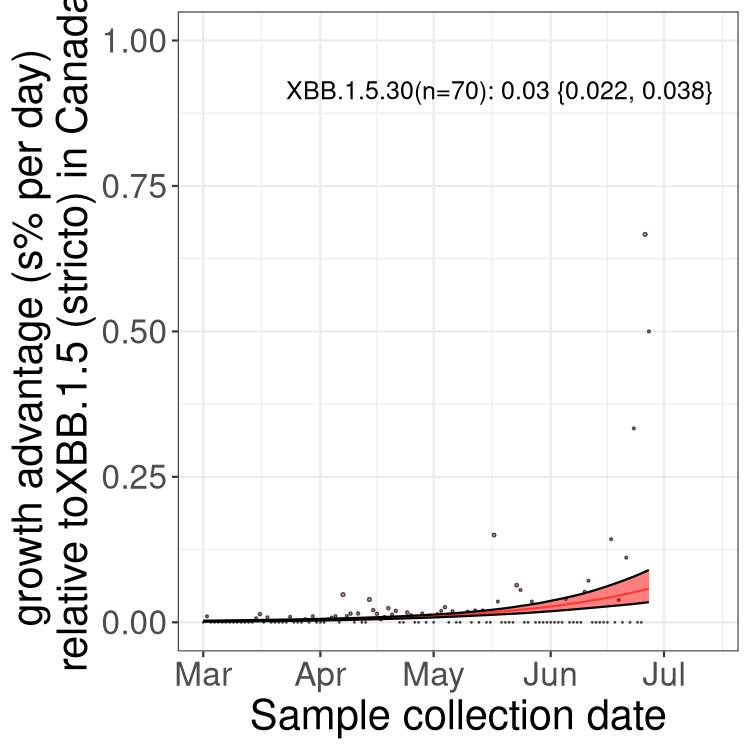 growth advantage (s% per day)
relative toXBB.1.5 (stricto) in Canada
1.00
0.75
0.50
0.25
0.00
XBB.1.5.30(n=70): 0.03 {0.022, 0.038}
Mar Apr May Jun Jul
Sample collection date